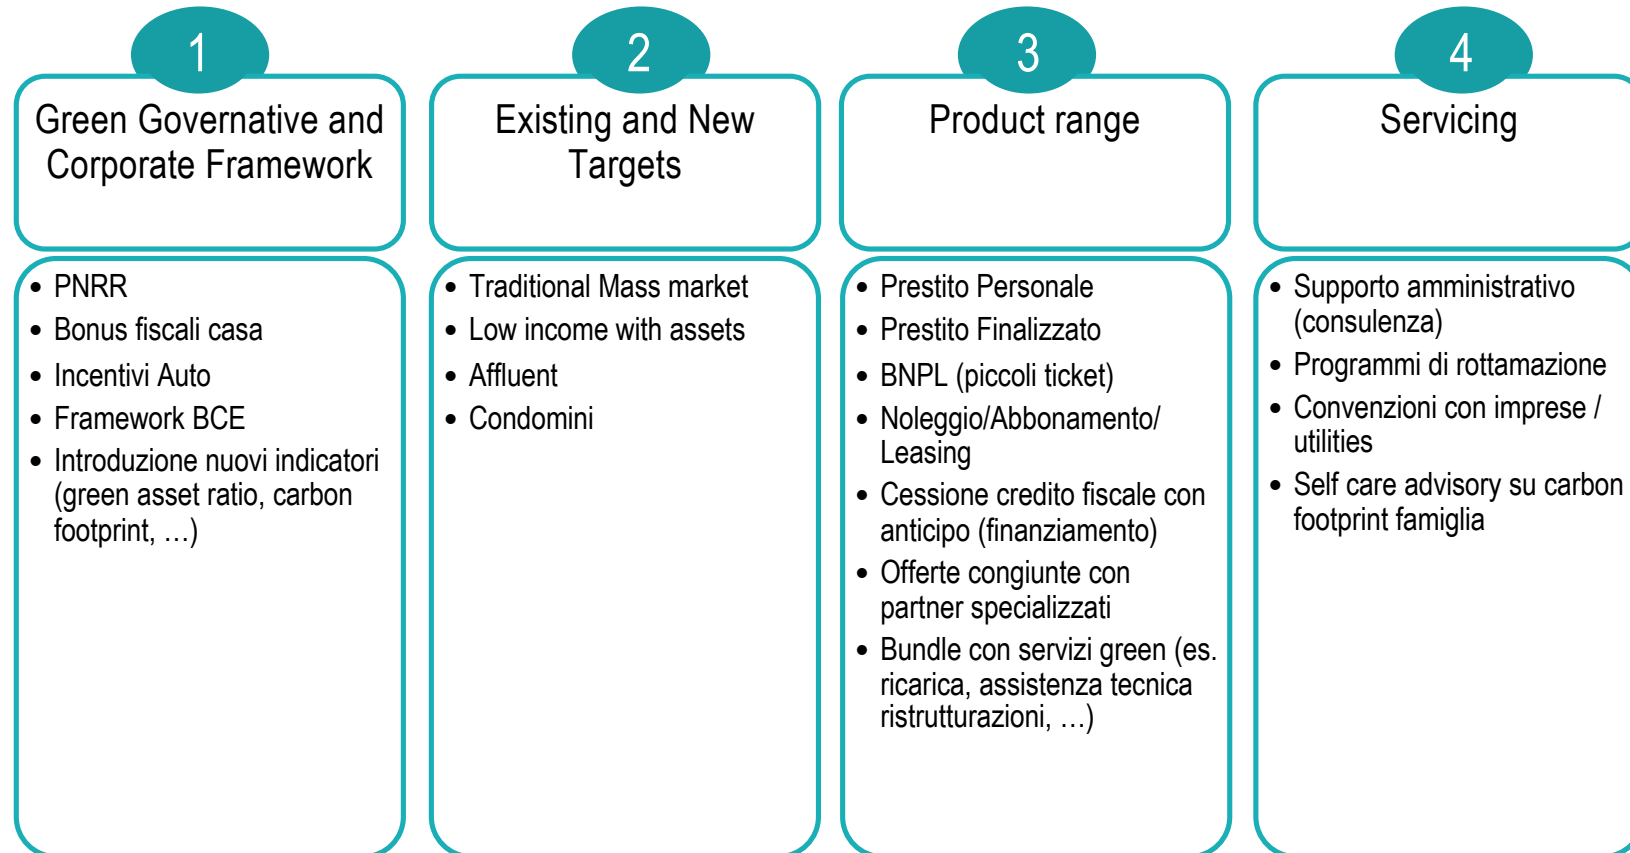 1
Green Governative and
Corporate Framework
• PNRR
• Bonus fiscali casa
• Incentivi Auto
• Framework BCE
• Introduzione nuovi indicatori
(green asset ratio, carbon
footprint, …)
2
Existing and New
Targets
• Traditional Mass market
• Low income with assets
• Affluent
• Condomini
3
Product range
• Prestito Personale
• Prestito Finalizzato
• BNPL (piccoli ticket)
• Noleggio/Abbonamento/
Leasing
• Cessione credito fiscale con
anticipo (finanziamento)
• Offerte congiunte con
partner specializzati
• Bundle con servizi green (es.
ricarica, assistenza tecnica
ristrutturazioni, …)
4
Servicing
• Supporto amministrativo
(consulenza)
• Programmi di rottamazione
• Convenzioni con imprese /
utilities
• Self care advisory su carbon
footprint famiglia